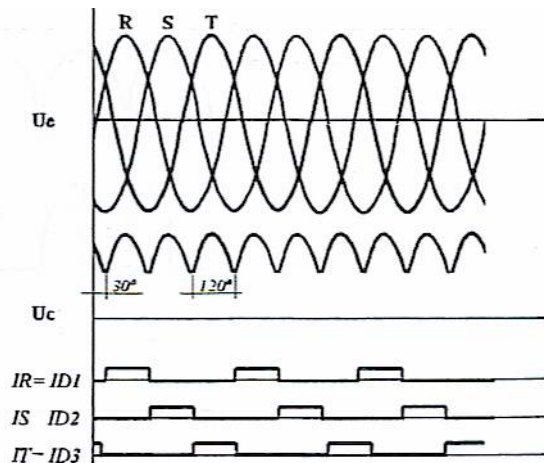 R S T
Ue
30° 120°
Uc
IR= ID1
IS ID2
IT- ID3